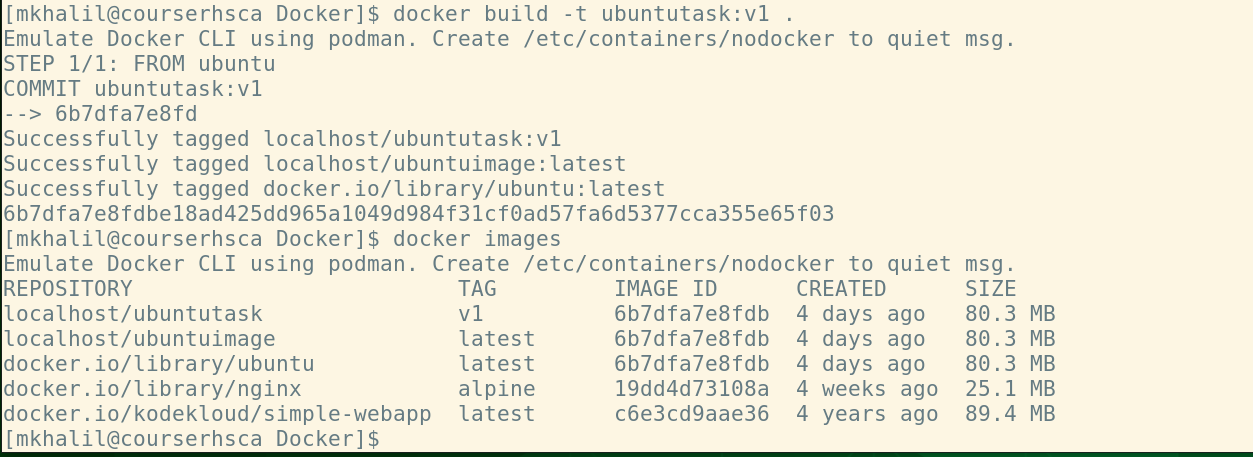 [mkhalil@courserhsca Docker]$ docker build -t ubuntutask:v1 .
Emulate Docker CLI using podman. Create /etc/containers/nodocker to quiet msg.
STEP 1/1: FROM ubuntu
COMMIT ubuntutask:v1
--> 6b7dfa7e8fd
Successfully tagged localhost/ubuntutask:v1
Successfully tagged localhost/ubuntuimage:latest
Successfully tagged docker.io/library/ubuntu:latest
6b7dfa7e8fdbe18ad425dd965a1049d984f31cf0ad57fa6d5377cca355e65f03
[mkhalil@courserhsca Docker]$ docker images
Emulate Docker CLI using podman. Create /etc/containers/nodocker to quiet msg.
REPOSITORY                         TAG         IMAGE ID      CREATED      SIZE
localhost/ubuntutask               v1          6b7dfa7e8fdb  4 days ago   80.3 MB
localhost/ubuntuimage              latest      6b7dfa7e8fdb  4 days ago   80.3 MB
docker.io/library/ubuntu           latest      6b7dfa7e8fdb  4 days ago   80.3 MB
docker.io/library/nginx            alpine      19dd4d73108a  4 weeks ago  25.1 MB
docker.io/kodekloud/simple-webapp  latest      c6e3cd9aae36  4 years ago  89.4 MB
[mkhalil@courserhsca Docker]$